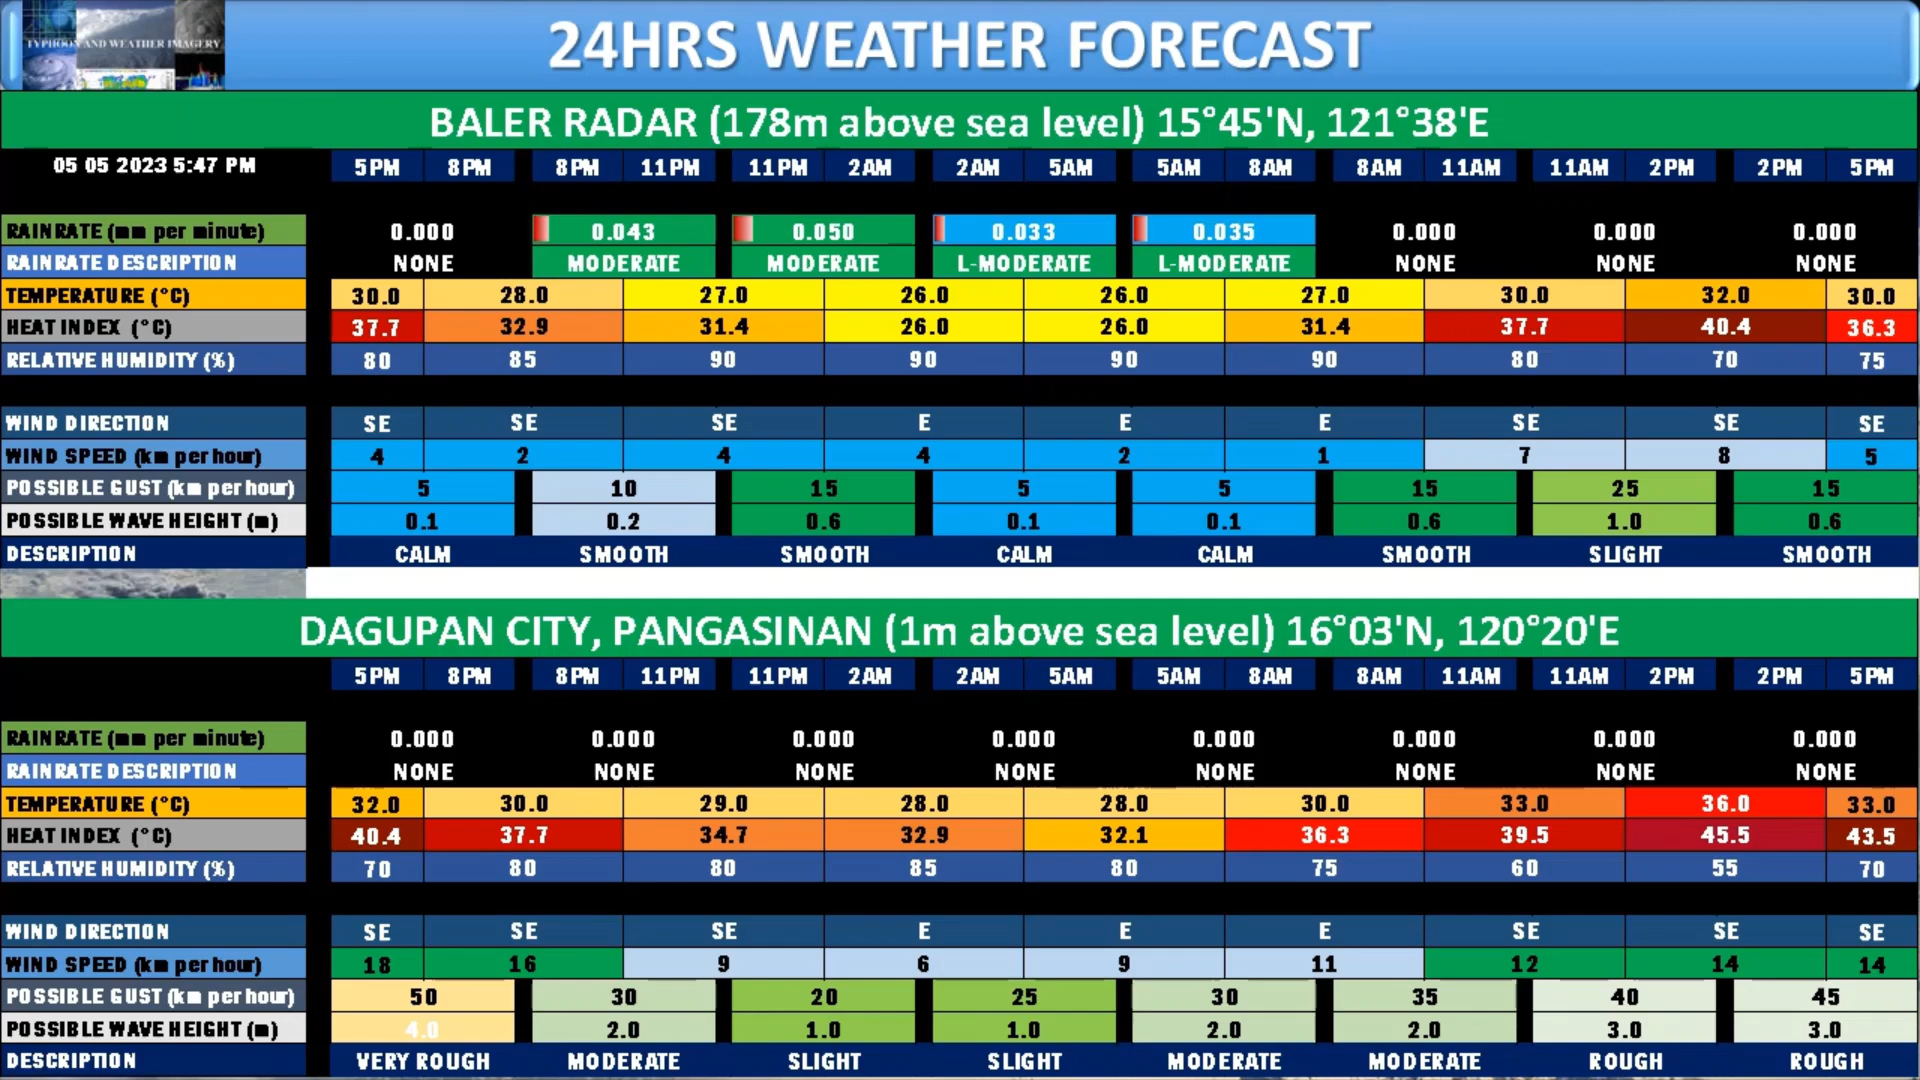 TYPHOON AND WEATHER IMAGERY
24HRS WEATHER FORECAST
BALER RADAR (178m above sea level) 15°45'N, 121°38'E
05 05 2023 5:47 PM 5PM 8PM 8PM 11PM 11PM 2AM 2AM 5AM 5AM 8AM 8AM 11AM 11AM 2PM 2PM 5PM
RAINRATE (mm per minute) 0.000 0.043 0.050 0.033 0.035 0.000 0.000 0.000
RAINRATE DESCRIPTION NONE MODERATE MODERATE L-MODERATE L-MODERATE NONE NONE NONE
TEMPERATURE (°C) 30.0 28.0 27.0 26.0 26.0 27.0 30.0 32.0 30.0
HEAT INDEX (°C) 37.7 32.9 31.4 26.0 26.0 31.4 37.7 40.4 36.3
RELATIVE HUMIDITY (%) 80 85 90 90 90 90 80 70 75
WIND DIRECTION SE SE SE E E E SE SE SE
WIND SPEED (km per hour) 4 2 4 4 2 1 7 8 5
POSSIBLE GUST (km per hour) 5 10 15 5 5 15 25 15
POSSIBLE WAVE HEIGHT (m) 0.1 0.2 0.6 0.1 0.1 0.6 1.0 0.6
DESCRIPTION CALM SMOOTH SMOOTH CALM CALM SMOOTH SLIGHT SMOOTH
DAGUPAN CITY, PANGASINAN (1m above sea level) 16°03'N, 120°20'E
5PM 8PM 8PM 11PM 11PM 2AM 2AM 5AM 5AM 8AM 8AM 11AM 11AM 2PM 2PM 5PM
RAINRATE (mm per minute) 0.000 0.000 0.000 0.000 0.000 0.000 0.000 0.000
RAINRATE DESCRIPTION NONE NONE NONE NONE NONE NONE NONE NONE
TEMPERATURE (°C) 32.0 30.0 29.0 28.0 28.0 30.0 33.0 36.0 33.0
HEAT INDEX (°C) 40.4 37.7 34.7 32.9 32.1 36.3 39.5 45.5 43.5
RELATIVE HUMIDITY (%) 70 80 80 85 80 75 60 55 70
WIND DIRECTION SE SE SE E E E SE SE SE
WIND SPEED (km per hour) 18 16 9 6 9 11 12 14 14
POSSIBLE GUST (km per hour) 50 30 20 25 30 35 40 45
POSSIBLE WAVE HEIGHT (m) 4.0 2.0 1.0 1.0 2.0 2.0 3.0 3.0
DESCRIPTION VERY ROUGH MODERATE SLIGHT SLIGHT MODERATE MODERATE ROUGH ROUGH